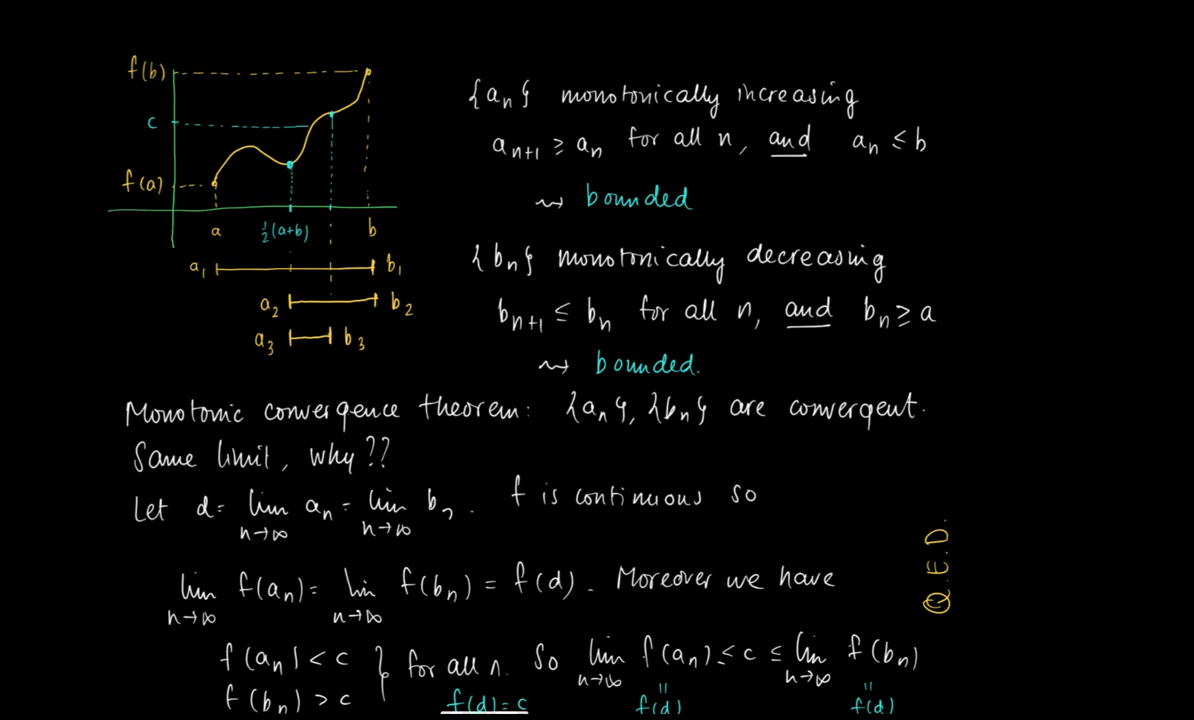 f(b)
c
f(a)
a
½(a+b)
b
a₁ b₁
a₂ b₂
a₃ b₃
{aₙ} monotonically increasing
aₙ₊₁ ≥ aₙ for all n, and aₙ ≤ b
⇝ bounded
{bₙ} monotonically decreasing
bₙ₊₁ ≤ bₙ for all n, and bₙ ≥ a
⇝ bounded.
Monotonic convergence theorem: {aₙ}, {bₙ} are convergent.
Same limit, why??
Let d = lim n→∞ aₙ = lim n→∞ bₙ. f is continuous so
lim n→∞ f(aₙ) = lim n→∞ f(bₙ) = f(d). Moreover we have
f(aₙ) < c
f(bₙ) > c
} for all n. So lim n→∞ f(aₙ) ≤ c ≤ lim n→∞ f(bₙ)
f(d) = c
" f(d)
" f(d)
Q.E.D.